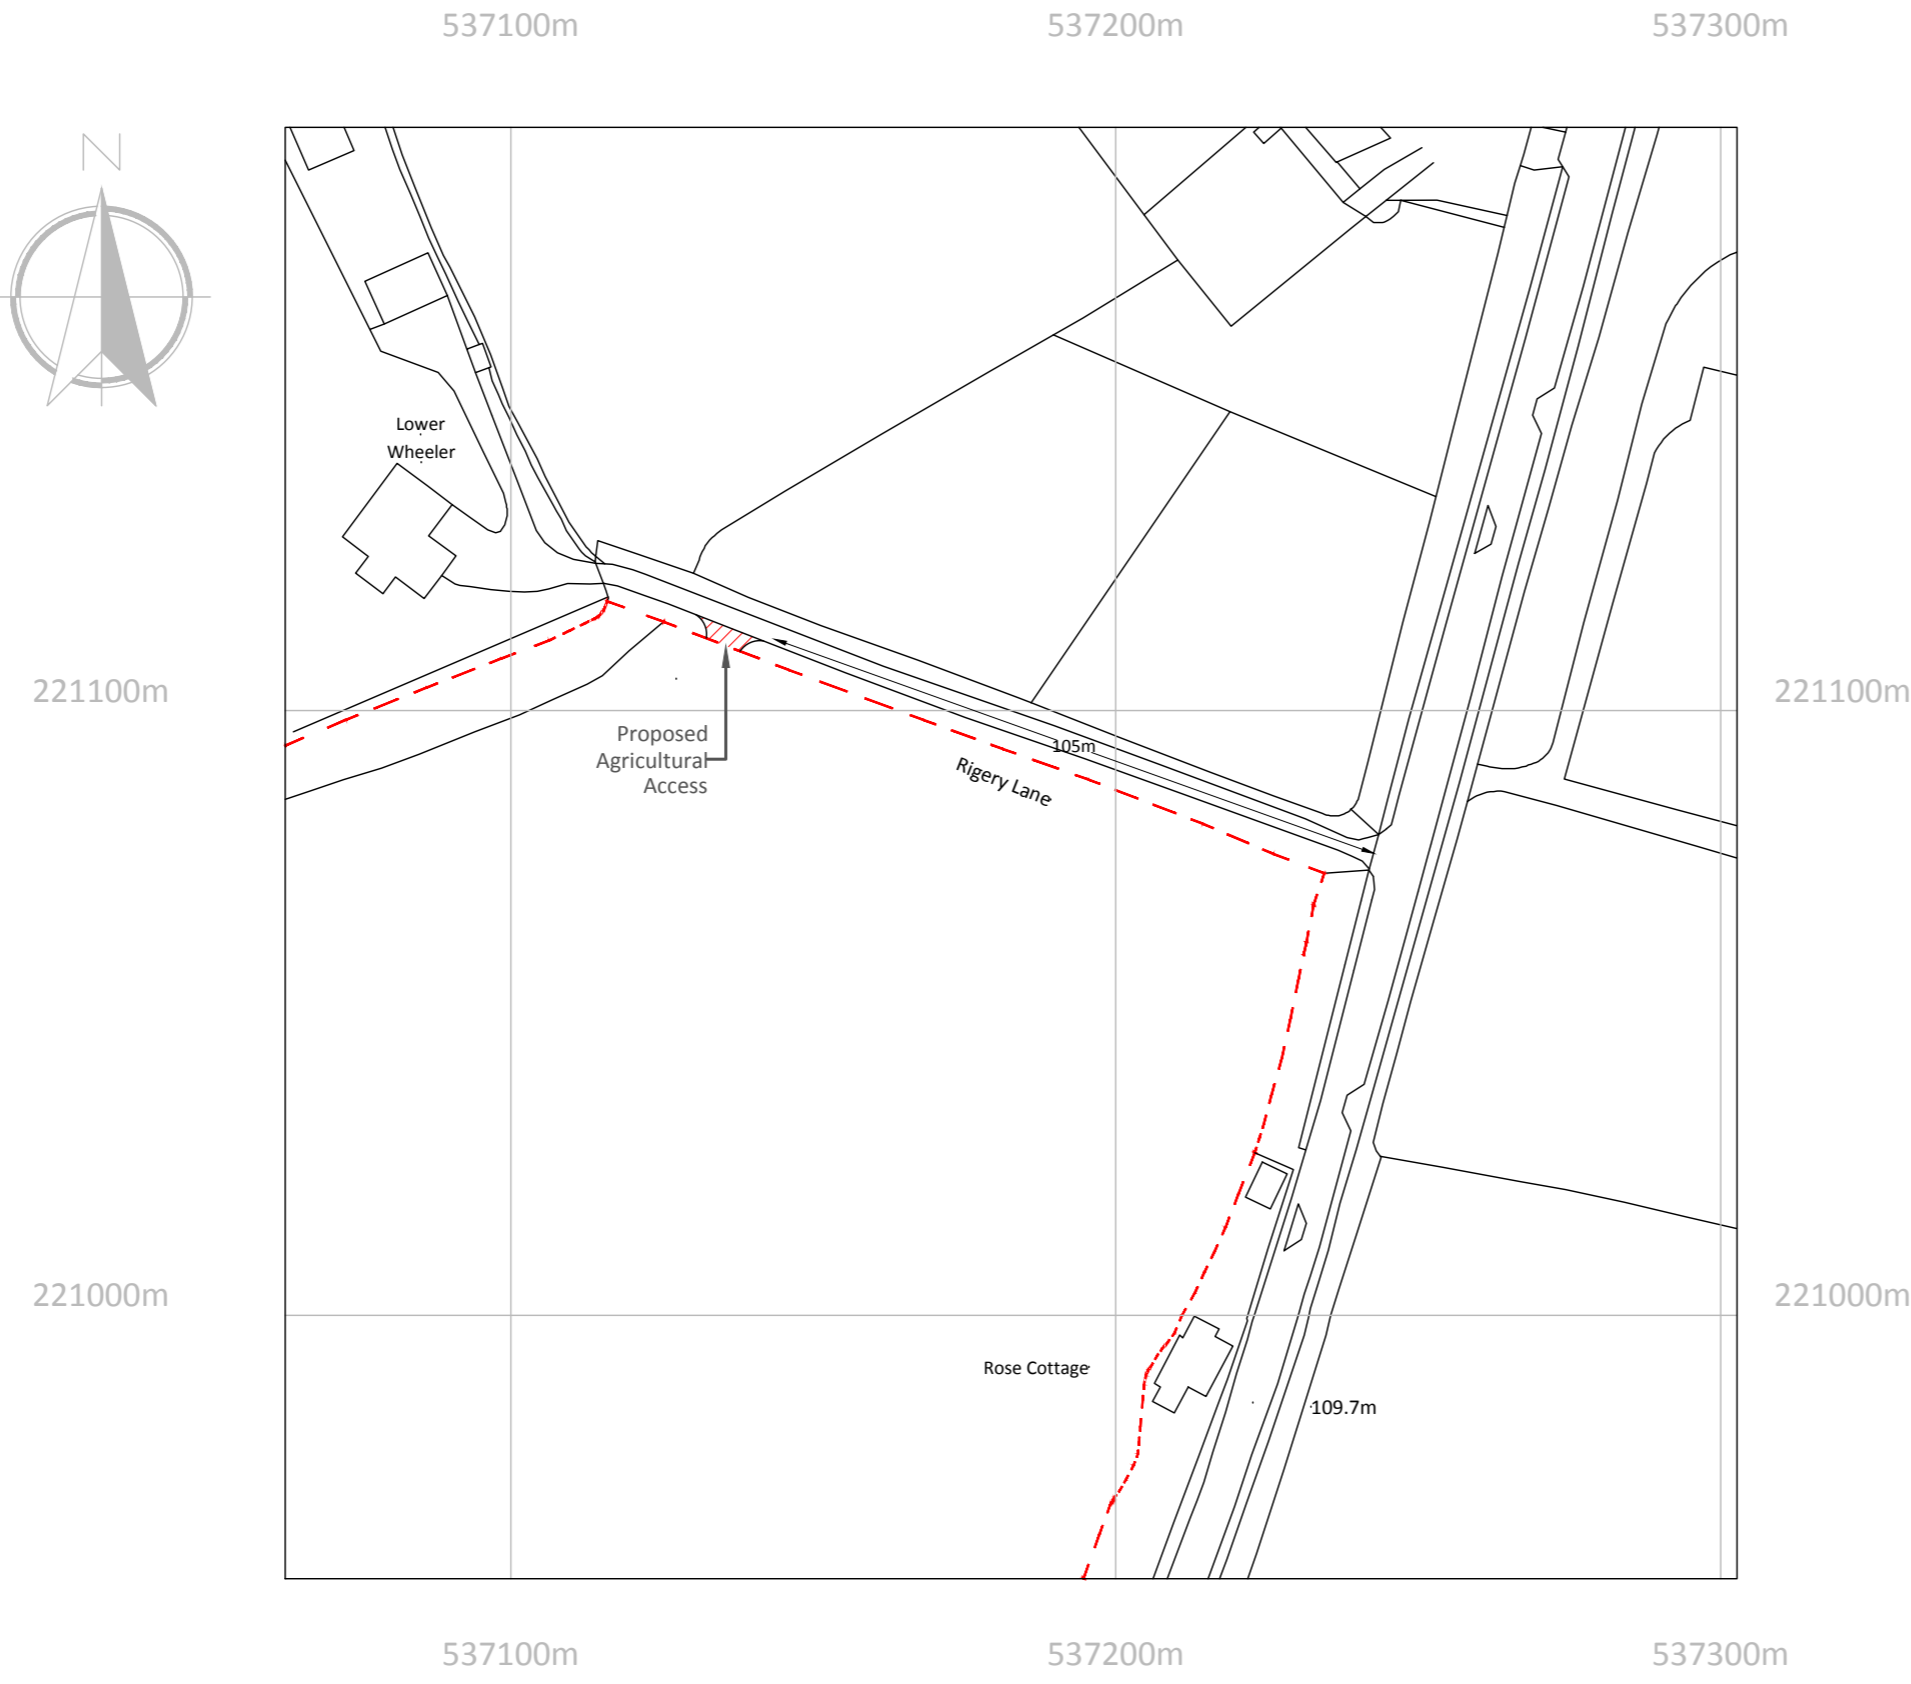 537100m
537200m
537300m
N
Lower
Wheeler
221100m
221100m
Proposed
Agricultural
Access
105m
Rigery Lane
221000m
221000m
Rose Cottage
109.7m
537100m
537200m
537300m